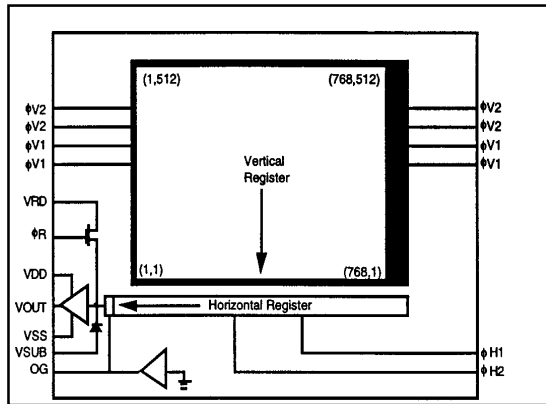 (1,512) (768,512)
ϕV2 ϕV2
ϕV2 ϕV2
ϕV1 ϕV1
ϕV1 ϕV1
Vertical
Register
VRD
ϕR
(1,1) (768,1)
VDD
Horizontal Register
VOUT
VSS
VSUB ϕH1
OG ϕH2